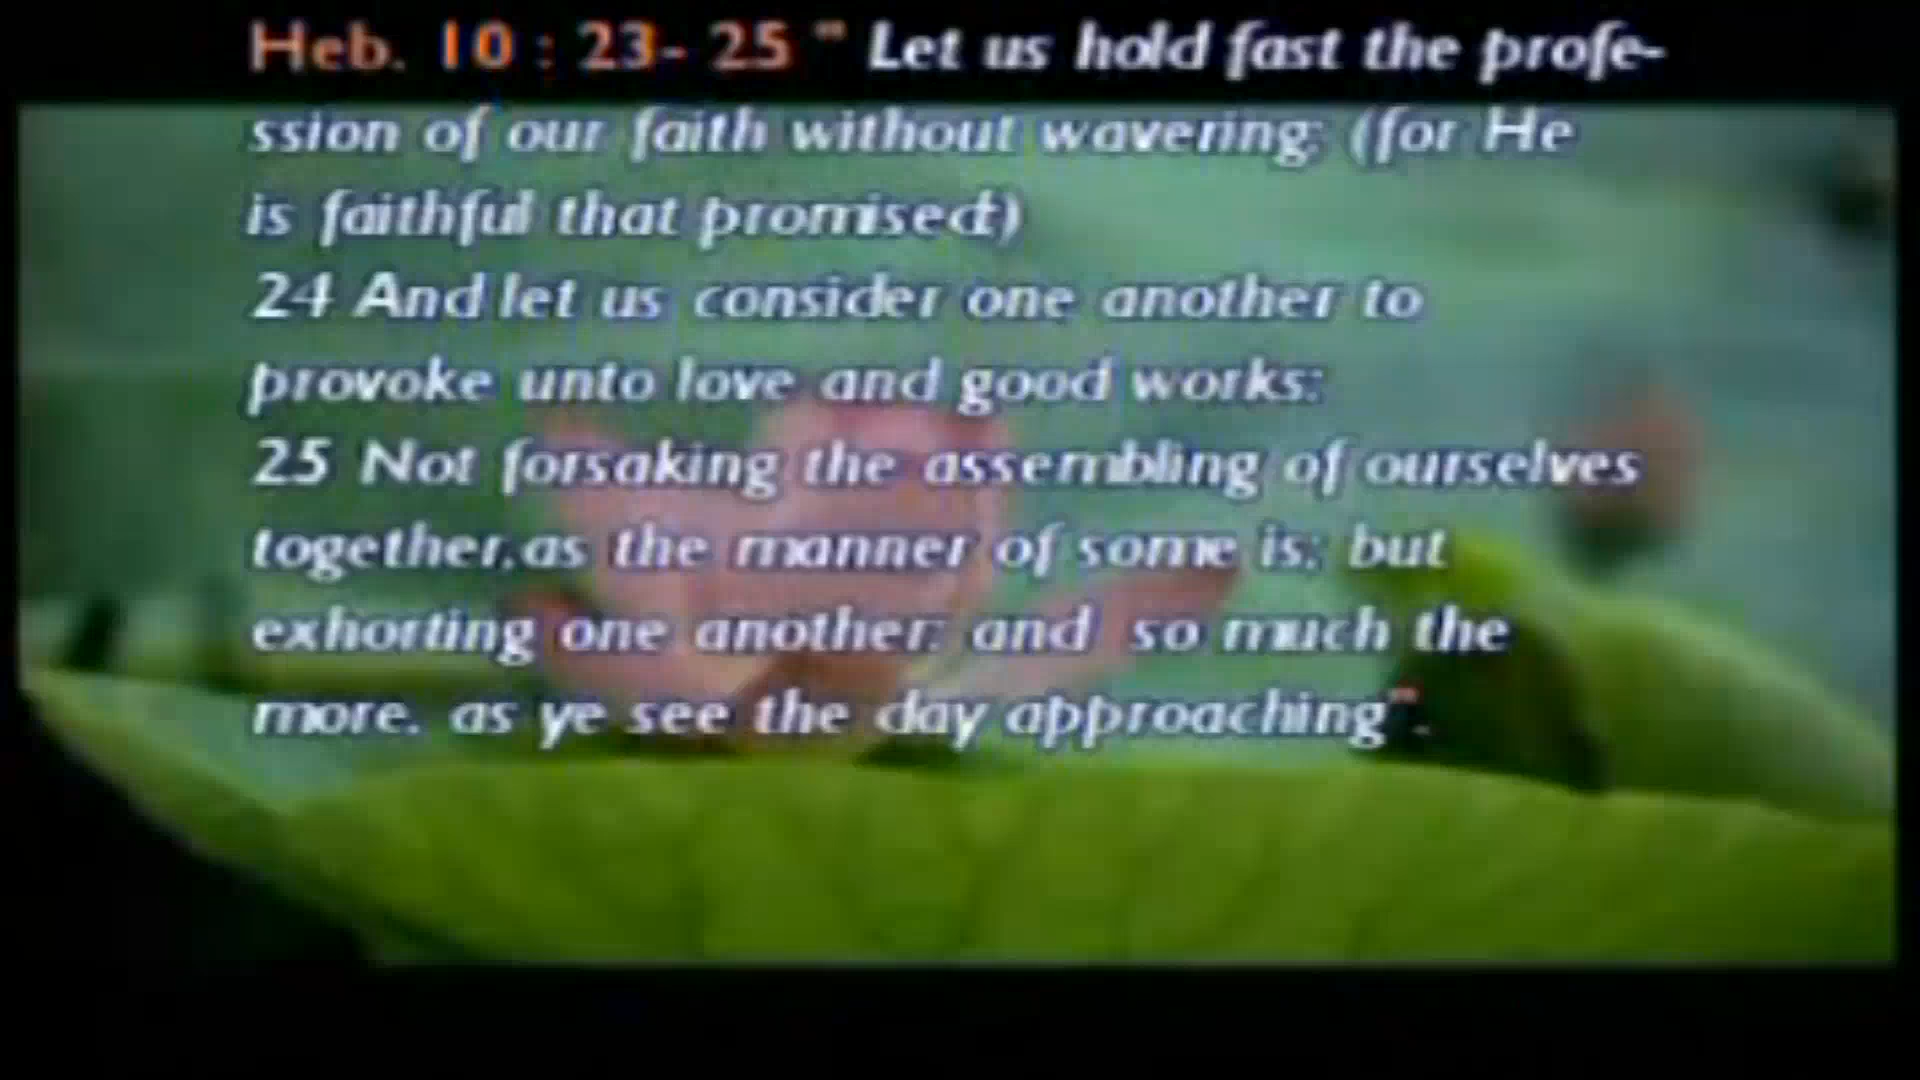 Heb. 10 : 23- 25 " Let us hold fast the profe-
ssion of our faith without wavering; (for He
is faithful that promised;)
24 And let us consider one another to
provoke unto love and good works:
25 Not forsaking the assembling of ourselves
together,as the manner of some is; but
exhorting one another: and so much the
more, as ye see the day approaching".